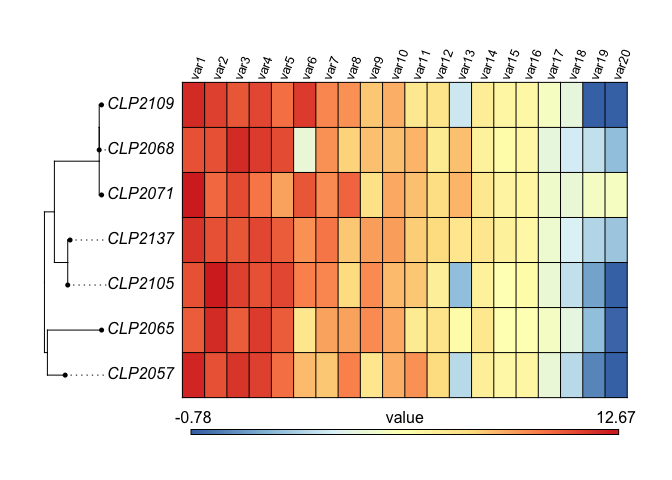 var1 var2 var3 var4 var5 var6 var7 var8 var9 var10 var11 var12 var13 var14 var15 var16 var17 var18 var19 var20
CLP2109
CLP2068
CLP2071
CLP2137
CLP2105
CLP2065
CLP2057
-0.78 value 12.67